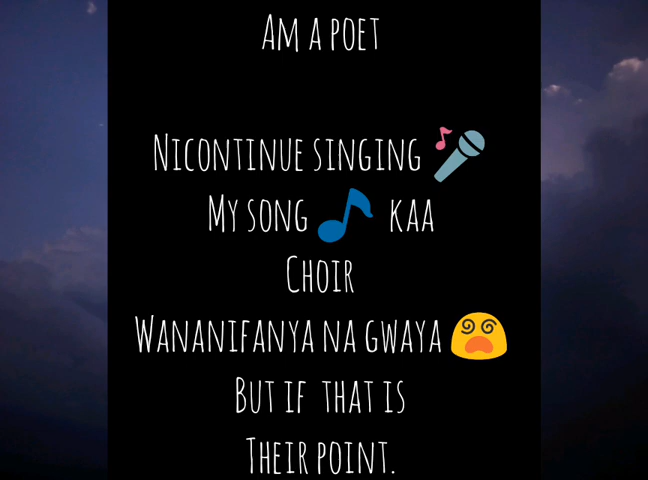 Am a poet
Nicontinue singing 🎤
My song 🎵 kaa
Choir
Wananifanya na gwaya 😵
But if that is
Their point.